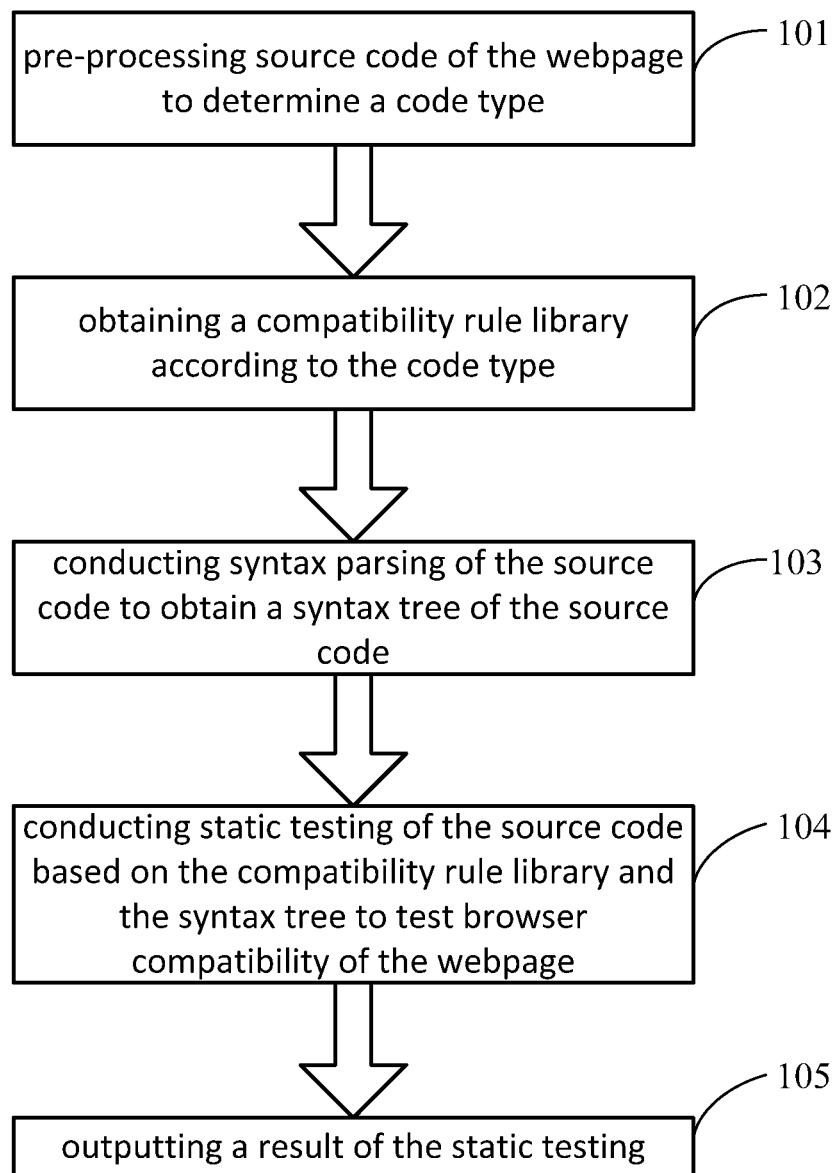 pre-processing source code of the webpage
to determine a code type
101
obtaining a compatibility rule library
according to the code type
102
conducting syntax parsing of the source
code to obtain a syntax tree of the source
code
103
conducting static testing of the source code
based on the compatibility rule library and
the syntax tree to test browser
compatibility of the webpage
104
outputting a result of the static testing
105